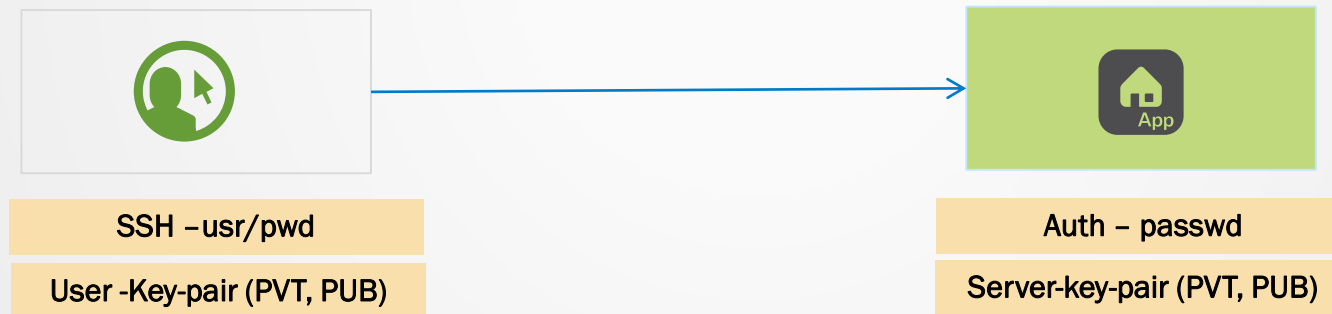 App
SSH –usr/pwd
Auth – passwd
User -Key-pair (PVT, PUB)
Server-key-pair (PVT, PUB)